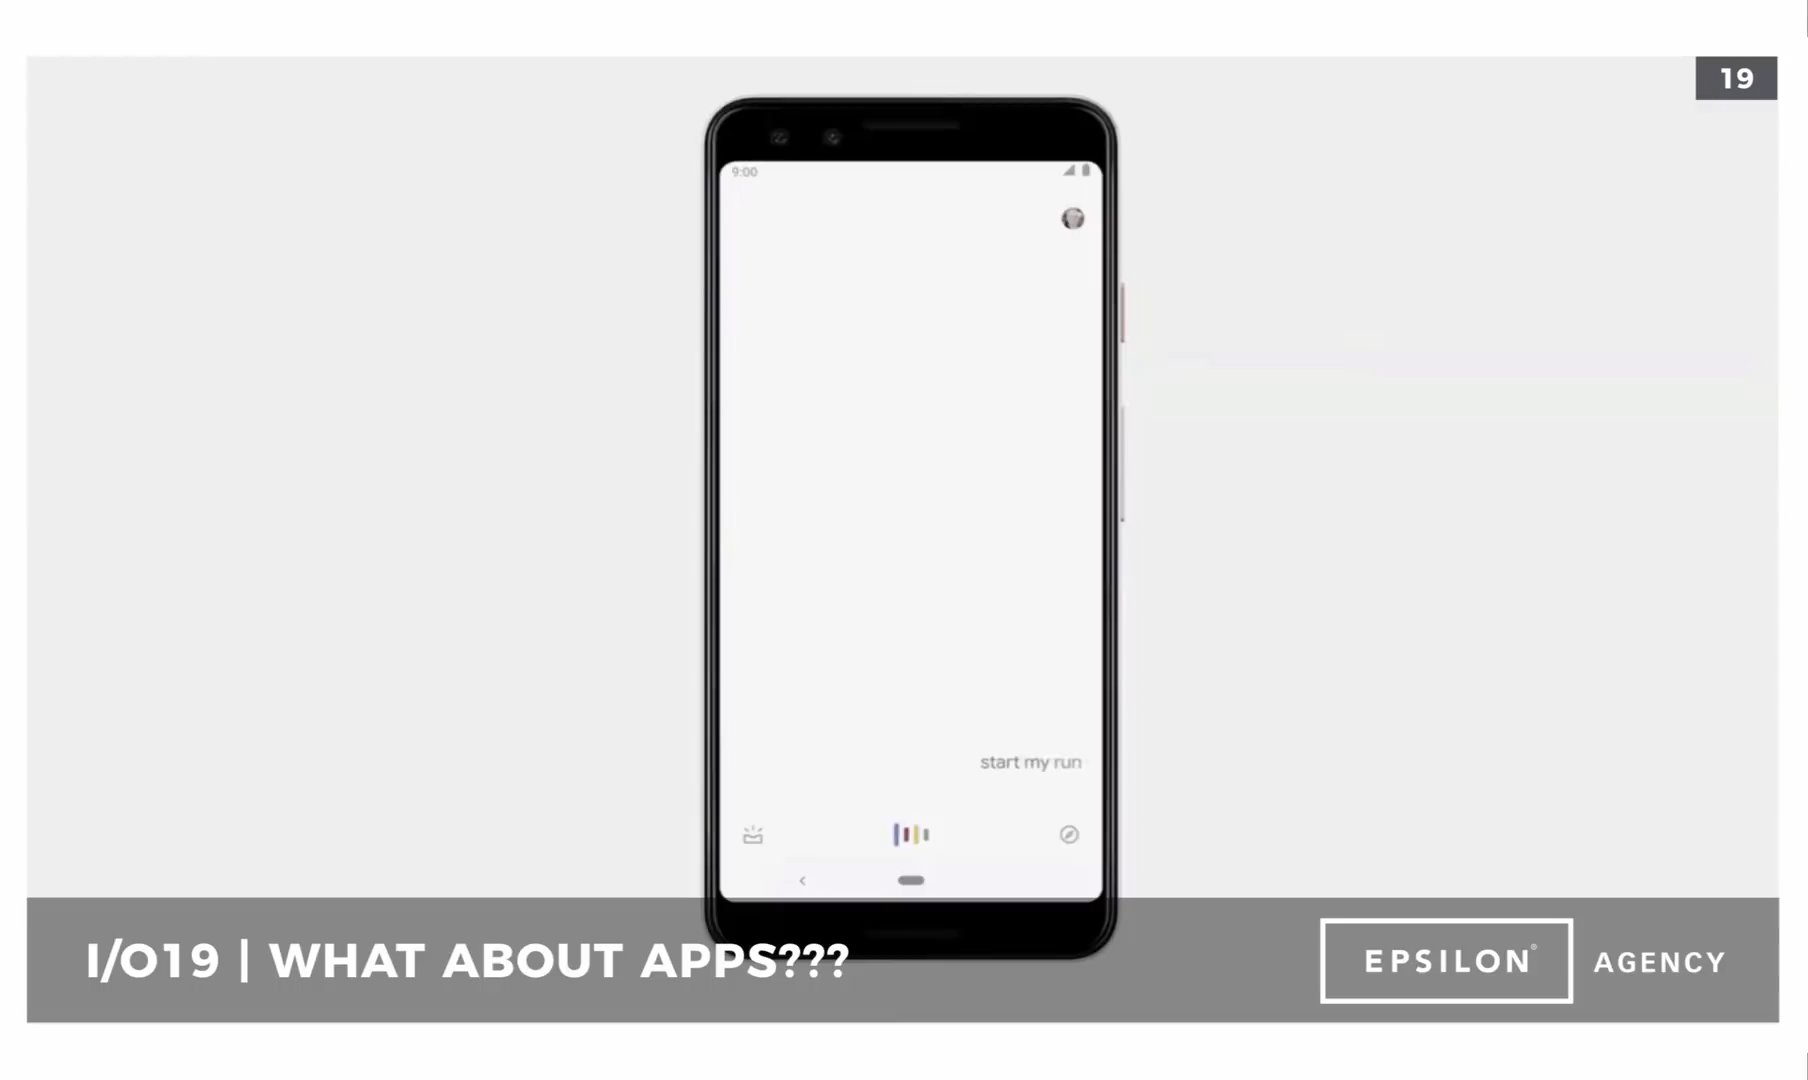 19
9:00
start my run
I/O19 | WHAT ABOUT APPS???
EPSILON® AGENCY